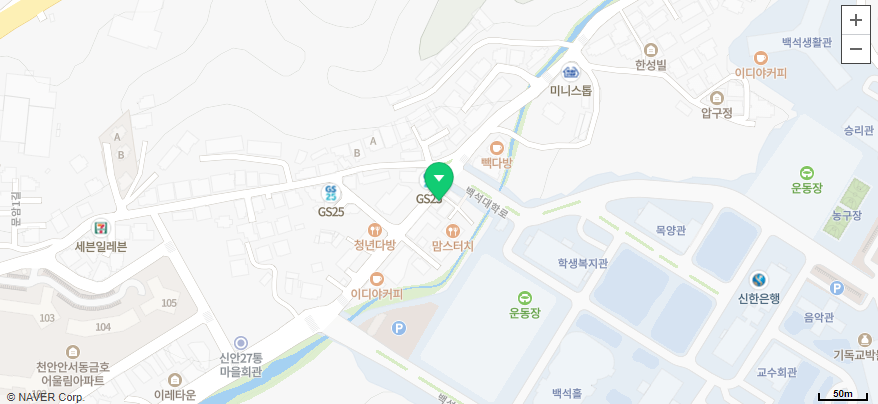 백석생활관
한성빌
이디야커피
미니스톱
압구정
A
B
B
A
승리관
빽다방
운동장
GS25
GS25
GS25
백석대학로
농구장
문암1길
7
세븐일레븐
청년다방
맘스터치
목양관
학생복지관
이디야커피
신한은행
P
105
103
104
운동장
음악관
P
신안27통
마을회관
기독교박물
천안안서동금호
어울림아파트
이레타운
백석홀
교수회관
© NAVER Corp.
50m